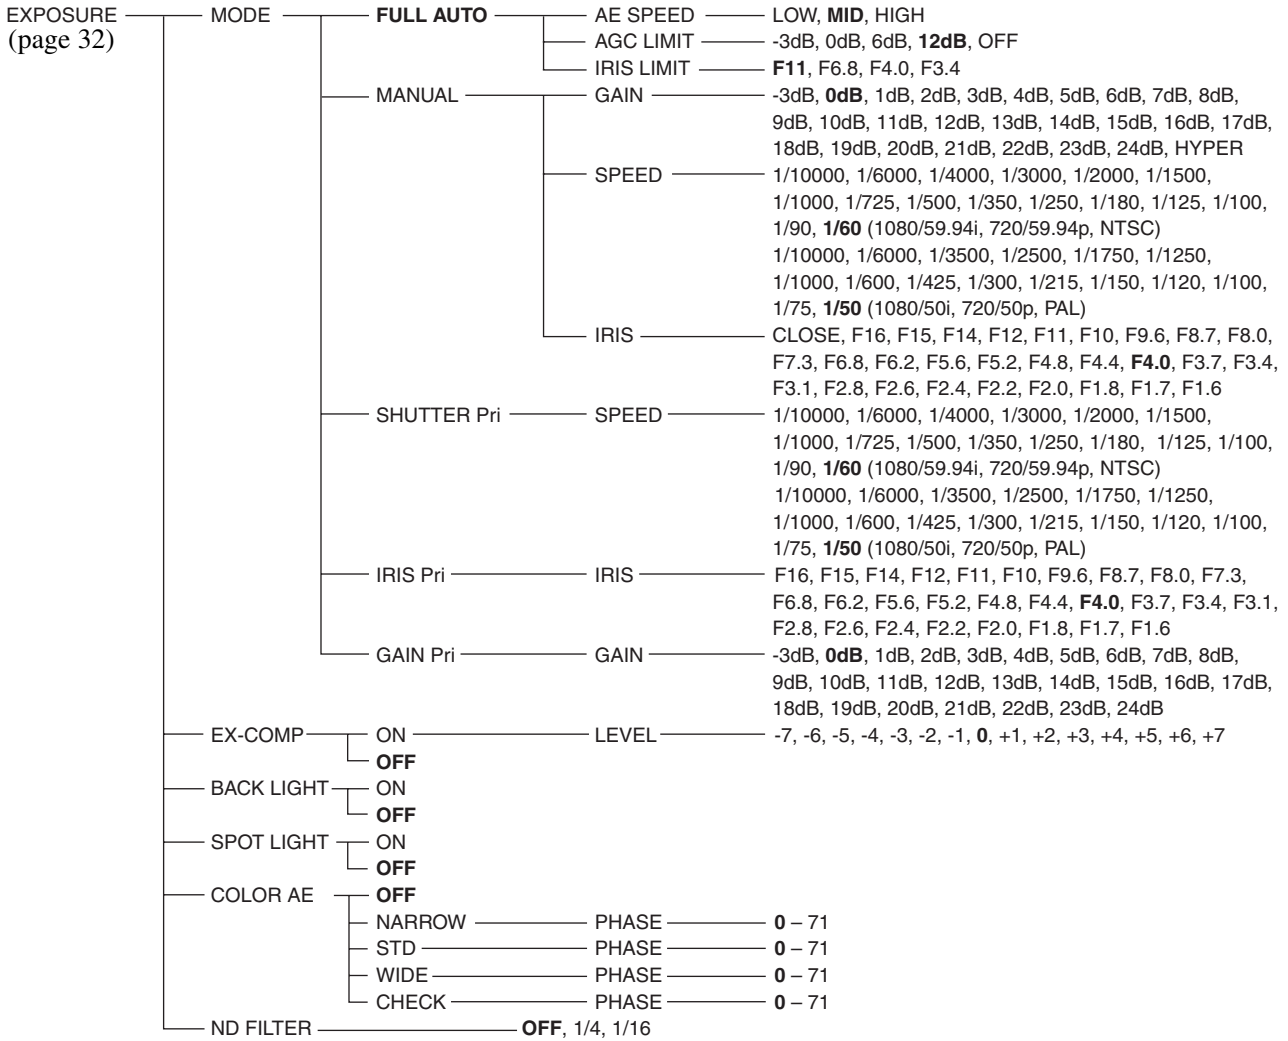 EXPOSURE MODE FULL AUTO AE SPEED LOW, MID, HIGH
(page 32) AGC LIMIT -3dB, 0dB, 6dB, 12dB, OFF
IRIS LIMIT F11, F6.8, F4.0, F3.4
MANUAL GAIN -3dB, 0dB, 1dB, 2dB, 3dB, 4dB, 5dB, 6dB, 7dB, 8dB,
9dB, 10dB, 11dB, 12dB, 13dB, 14dB, 15dB, 16dB, 17dB,
18dB, 19dB, 20dB, 21dB, 22dB, 23dB, 24dB, HYPER
SPEED 1/10000, 1/6000, 1/4000, 1/3000, 1/2000, 1/1500,
1/1000, 1/725, 1/500, 1/350, 1/250, 1/180, 1/125, 1/100,
1/90, 1/60 (1080/59.94i, 720/59.94p, NTSC)
1/10000, 1/6000, 1/3500, 1/2500, 1/1750, 1/1250,
1/1000, 1/600, 1/425, 1/300, 1/215, 1/150, 1/120, 1/100,
1/75, 1/50 (1080/50i, 720/50p, PAL)
IRIS CLOSE, F16, F15, F14, F12, F11, F10, F9.6, F8.7, F8.0,
F7.3, F6.8, F6.2, F5.6, F5.2, F4.8, F4.4, F4.0, F3.7, F3.4,
F3.1, F2.8, F2.6, F2.4, F2.2, F2.0, F1.8, F1.7, F1.6
SHUTTER Pri SPEED 1/10000, 1/6000, 1/4000, 1/3000, 1/2000, 1/1500,
1/1000, 1/725, 1/500, 1/350, 1/250, 1/180, 1/125, 1/100,
1/90, 1/60 (1080/59.94i, 720/59.94p, NTSC)
1/10000, 1/6000, 1/3500, 1/2500, 1/1750, 1/1250,
1/1000, 1/600, 1/425, 1/300, 1/215, 1/150, 1/120, 1/100,
1/75, 1/50 (1080/50i, 720/50p, PAL)
IRIS Pri IRIS F16, F15, F14, F12, F11, F10, F9.6, F8.7, F8.0, F7.3,
F6.8, F6.2, F5.6, F5.2, F4.8, F4.4, F4.0, F3.7, F3.4, F3.1,
F2.8, F2.6, F2.4, F2.2, F2.0, F1.8, F1.7, F1.6
GAIN Pri GAIN -3dB, 0dB, 1dB, 2dB, 3dB, 4dB, 5dB, 6dB, 7dB, 8dB,
9dB, 10dB, 11dB, 12dB, 13dB, 14dB, 15dB, 16dB, 17dB,
18dB, 19dB, 20dB, 21dB, 22dB, 23dB, 24dB
EX-COMP ON LEVEL -7, -6, -5, -4, -3, -2, -1, 0, +1, +2, +3, +4, +5, +6, +7
OFF
BACK LIGHT ON
OFF
SPOT LIGHT ON
OFF
COLOR AE OFF
NARROW PHASE 0 – 71
STD PHASE 0 – 71
WIDE PHASE 0 – 71
CHECK PHASE 0 – 71
ND FILTER OFF, 1/4, 1/16